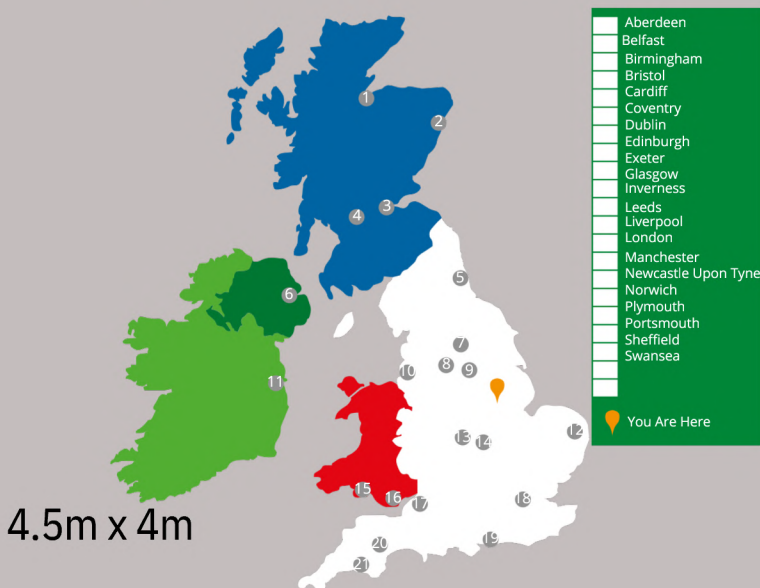 Aberdeen
Belfast
Birmingham
Bristol
Cardiff
Coventry
Dublin
Edinburgh
Exeter
Glasgow
Inverness
Leeds
Liverpool
London
Manchester
Newcastle Upon Tyne
Norwich
Plymouth
Portsmouth
Sheffield
Swansea
You Are Here
1
2
3
4
5
6
7
8
9
10
11
12
13
14
15
16
17
18
19
20
21
4.5m x 4m